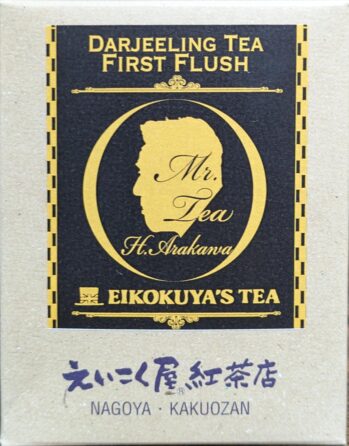 DARJEELING TEA
FIRST FLUSH
Mr.
Tea
H. Arakawa
EIKOKUYA'S TEA
えいこく屋®紅茶店
NAGOYA・KAKUOZAN